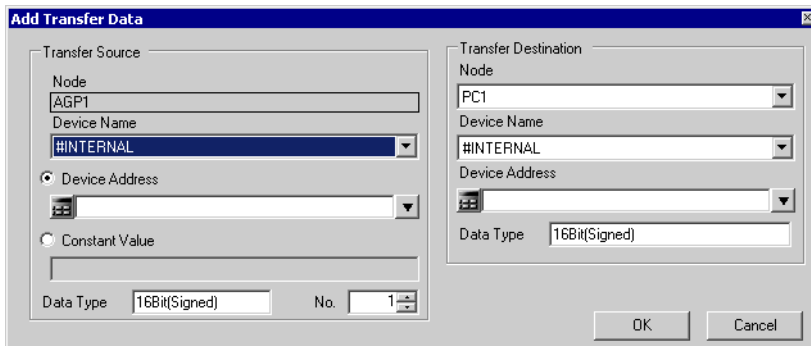 Add Transfer Data
Transfer Source
Node
AGP1
Device Name
#INTERNAL
Device Address
Constant Value
Data Type 16Bit(Signed) No. 1
Transfer Destination
Node
PC1
Device Name
#INTERNAL
Device Address
Data Type 16Bit(Signed)
OK Cancel